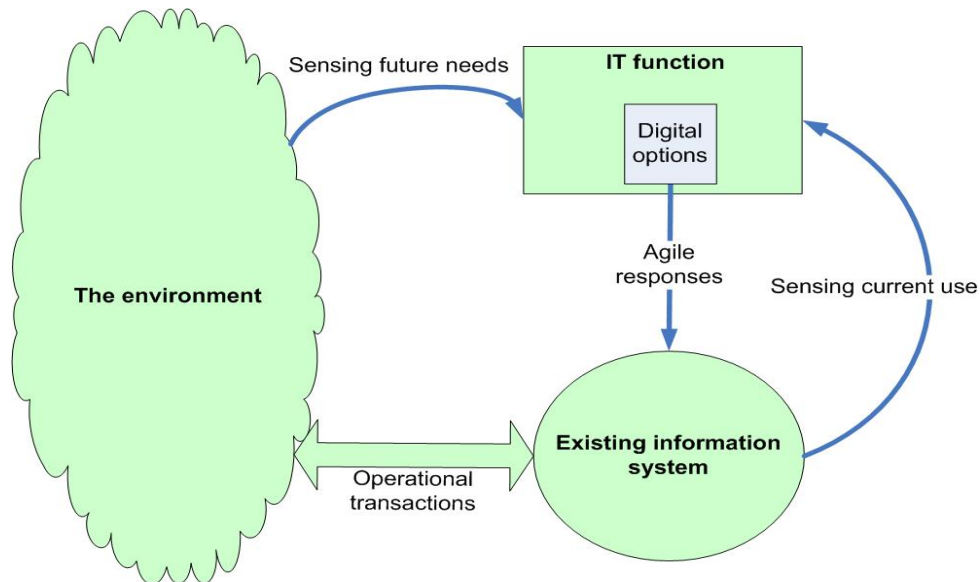 Sensing future needs
IT function
Digital
options
Agile
responses
The environment
Sensing current use
Existing information
system
Operational
transactions